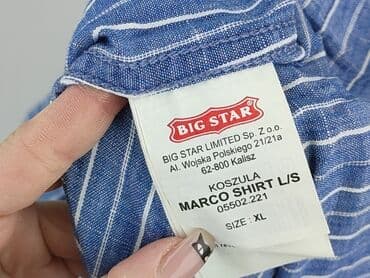 BIG STAR
BIG STAR LIMITED Sp. Z o.o.
Al. Wojska Polskiego 21/21a
62-800 Kalisz
KOSZULA
MARCO SHIRT L/S
05502.221
SIZE : XL